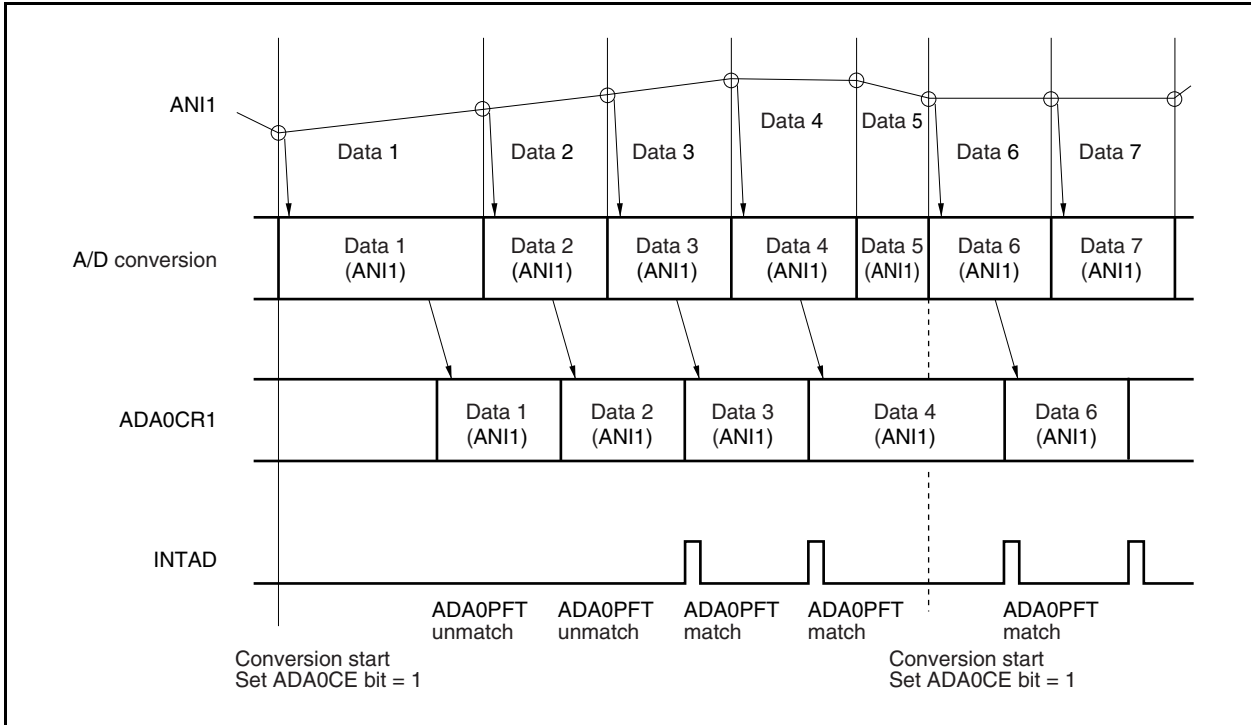 ANI1
Data 1
Data 2
Data 3
Data 4
Data 5
Data 6
Data 7
A/D conversion
Data 1
(ANI1)
Data 2
(ANI1)
Data 3
(ANI1)
Data 4
(ANI1)
Data 5
(ANI1)
Data 6
(ANI1)
Data 7
(ANI1)
ADA0CR1
Data 1
(ANI1)
Data 2
(ANI1)
Data 3
(ANI1)
Data 4
(ANI1)
Data 6
(ANI1)
INTAD
ADA0PFT
unmatch
ADA0PFT
unmatch
ADA0PFT
match
ADA0PFT
match
ADA0PFT
match
Conversion start
Set ADA0CE bit = 1
Conversion start
Set ADA0CE bit = 1